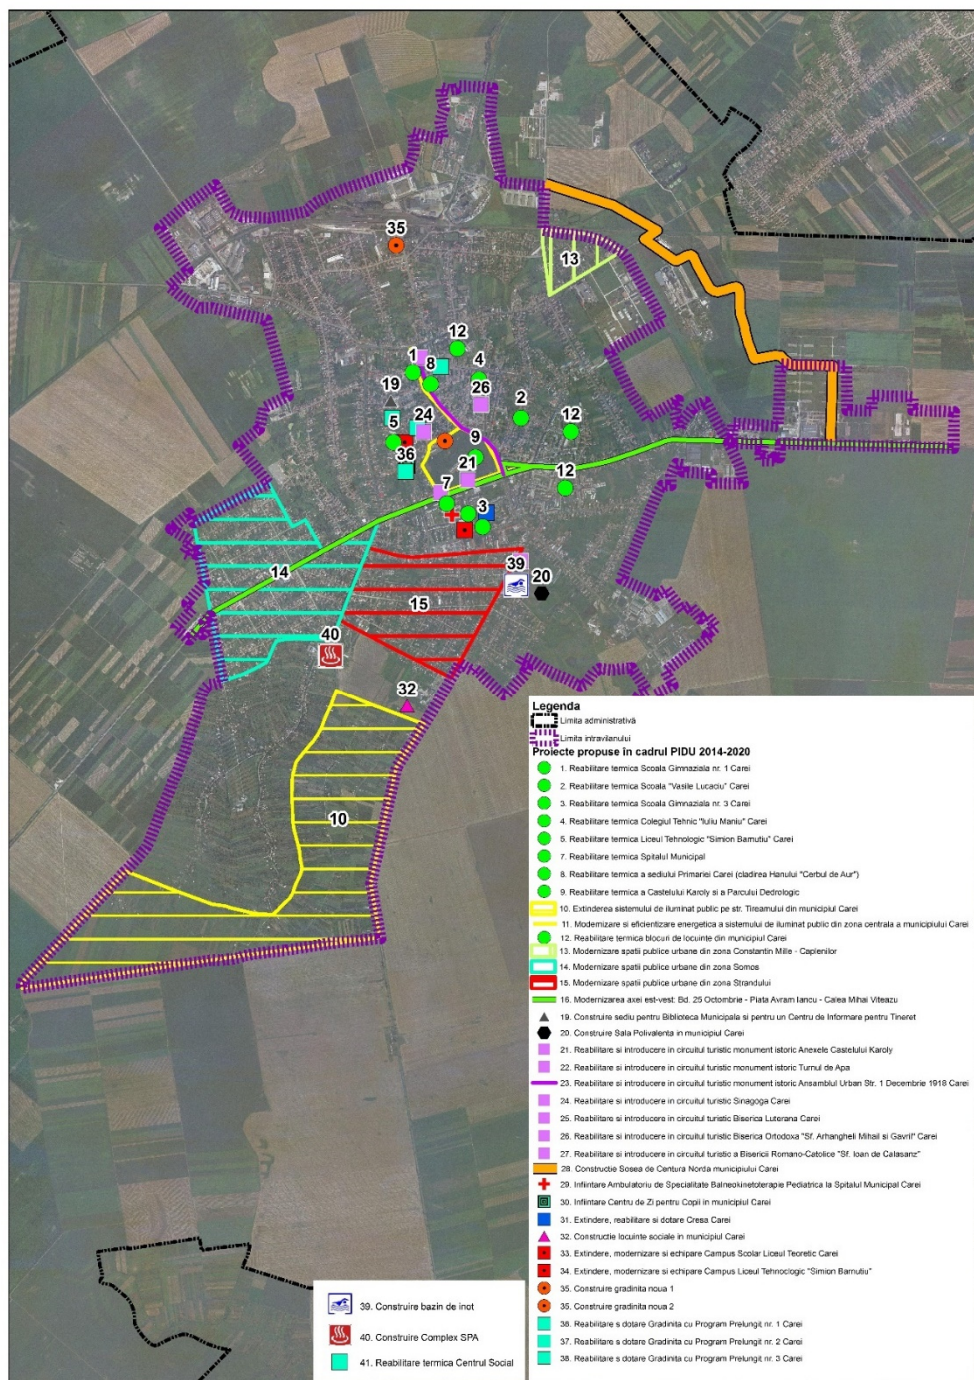 35
13
12
1
8
4
19
26
2
24
12
5
9
36
21
12
7
3
39
20
14
15
40
32
10
Legenda
Limita administrativă
Limita intravilanului
Proiecte propuse în cadrul PIDU 2014-2020
1. Reabilitare termica Scoala Gimnaziala nr. 1 Carei
2. Reabilitare termica Scoala "Vasile Lucaciu" Carei
3. Reabilitare termica Scoala Gimnaziala nr. 3 Carei
4. Reabilitare termica Colegiul Tehnic "Iuliu Maniu" Carei
5. Reabilitare termica Liceul Tehnologic "Simion Barnutiu" Carei
7. Reabilitare termica Spitalul Municipal
8. Reabilitare termica a sediului Primariei Carei (cladirea Hanului "Cerbul de Aur")
9. Reabilitare termica a Castelului Karoly si a Parcului Dedrologic
10. Extinderea sistemului de iluminat public pe str. Tireamului din municipiul Carei
11. Modernizare si eficientizare energetica a sistemului de iluminat public din zona centrala a municipiului Carei
12. Reabilitare termica blocuri de locuinte din municipiul Carei
13. Modernizare spatii publice urbane din zona Constantin Mille - Caplenilor
14. Modernizare spatii publice urbane din zona Somos
15. Modernizare spatii publice urbane din zona Strandului
16. Modernizarea axei est-vest: Bd. 25 Octombrie - Piata Avram Iancu - Calea Mihai Viteazu
19. Construire sediu pentru Biblioteca Municipala si pentru un Centru de Informare pentru Tineret
20. Construire Sala Polivalenta in municipiul Carei
21. Reabilitare si introducere in circuitul turistic monument istoric Anexele Castelului Karoly
22. Reabilitare si introducere in circuitul turistic monument istoric Turnul de Apa
23. Reabilitare si introducere in circuitul turistic monument istoric Ansamblul Urban Str. 1 Decembrie 1918 Carei
24. Reabilitare si introducere in circuitul turistic Sinagoga Carei
25. Reabilitare si introducere in circuitul turistic Biserica Luterana Carei
26. Reabilitare si introducere in circuitul turistic Biserica Ortodoxa "Sf. Arhangheli Mihail si Gavril" Carei
27. Reabilitare si introducere in circuitul turistic a Bisericii Romano-Catolice "Sf. Ioan de Calasanz"
28. Constructie Sosea de Centura Norda municipiului Carei
29. Infiintare Ambulatoriu de Specialitate Balneokinetoterapie Pediatrica la Spitalul Municipal Carei
30. Infiintare Centru de Zi pentru Copii in municipiul Carei
31. Extindere, reabilitare si dotare Cresa Carei
32. Constructie locuinte sociale in municipiul Carei
33. Extindere, modernizare si echipare Campus Scolar Liceul Teoretic Carei
34. Extindere, modernizare si echipare Campus Liceul Tehnoclogic "Simion Barnutiu"
35. Construire gradinita noua 1
35. Construire gradinita noua 2
38. Reabilitare s dotare Gradinita cu Program Prelungit nr. 1 Carei
37. Reabilitare s dotare Gradinita cu Program Prelungit nr. 2 Carei
38. Reabilitare s dotare Gradinita cu Program Prelungit nr. 3 Carei
39. Construire bazin de inot
40. Construire Complex SPA
41. Reabilitare termica Centrul Social